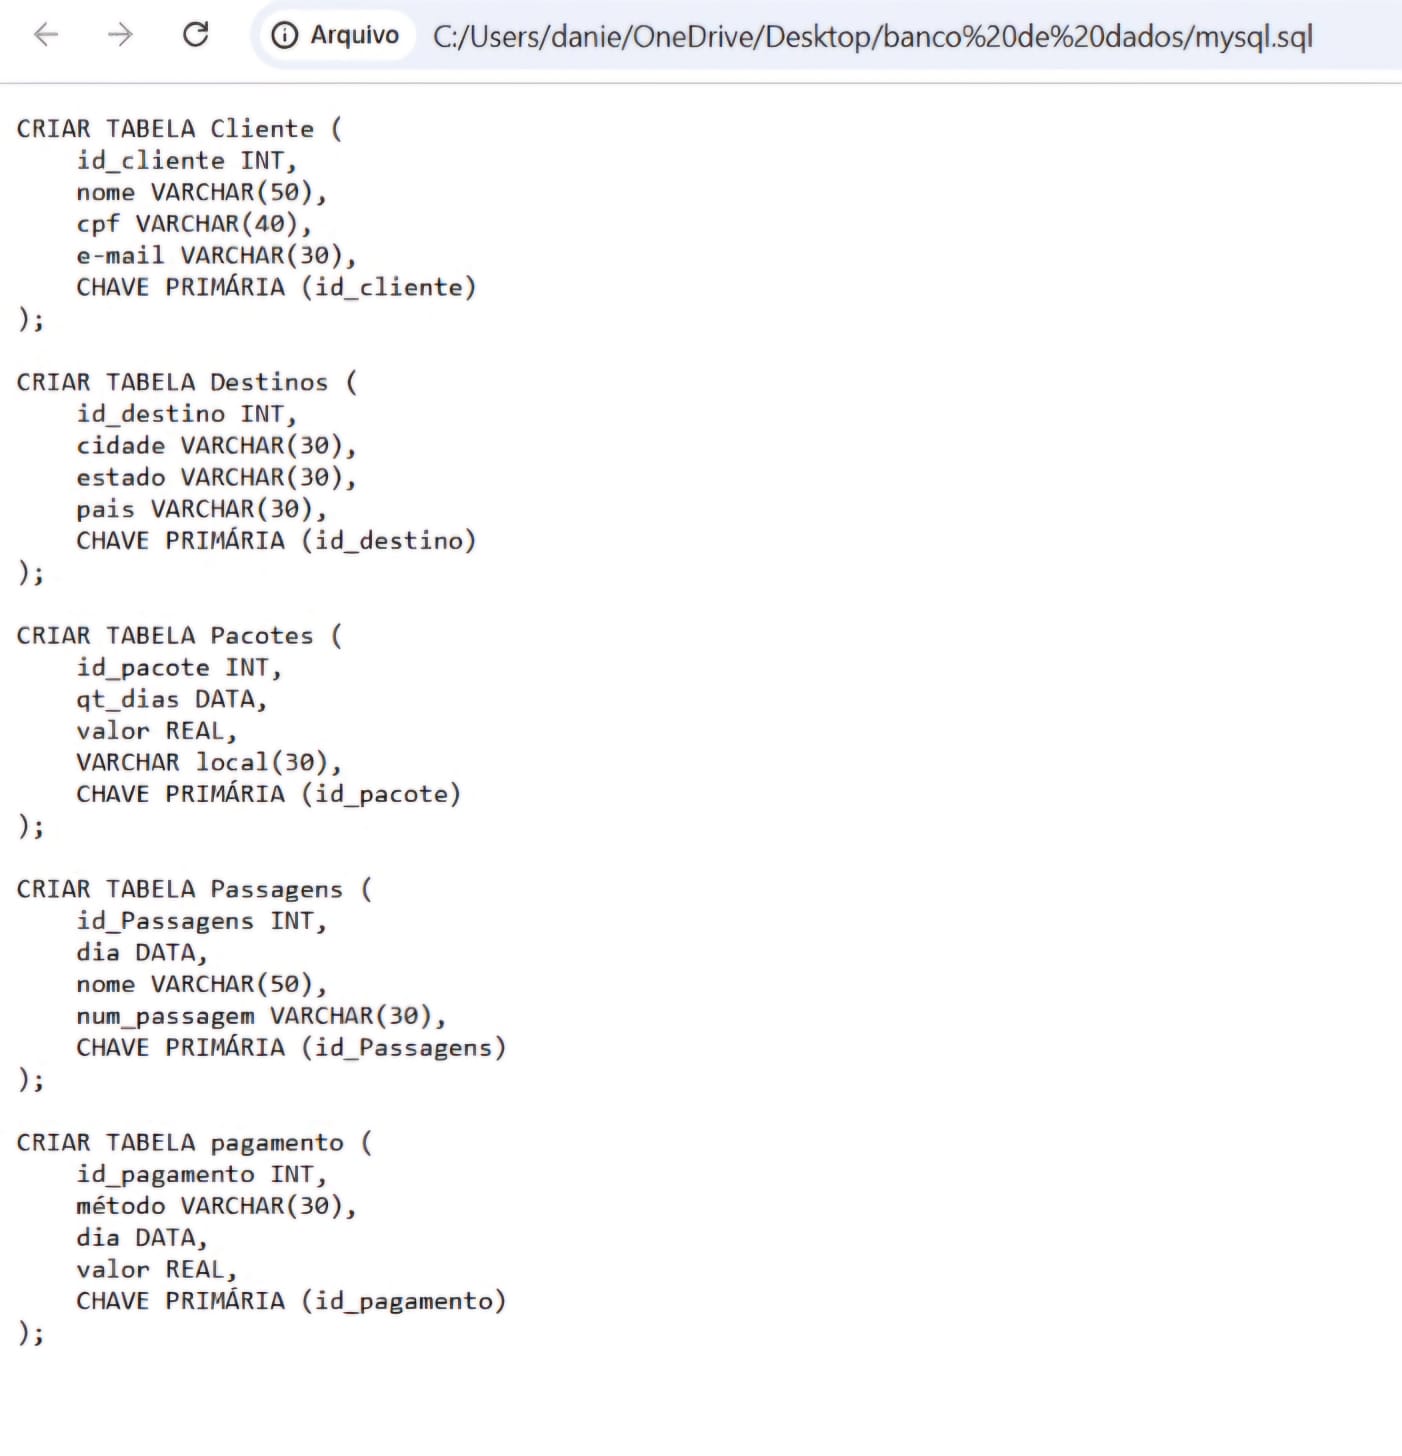 Arquivo C:/Users/danie/OneDrive/Desktop/banco%20de%20dados/mysql.sql
CRIAR TABELA Cliente (
    id_cliente INT,
    nome VARCHAR(50),
    cpf VARCHAR(40),
    e-mail VARCHAR(30),
    CHAVE PRIMÁRIA (id_cliente)
);
CRIAR TABELA Destinos (
    id_destino INT,
    cidade VARCHAR(30),
    estado VARCHAR(30),
    pais VARCHAR(30),
    CHAVE PRIMÁRIA (id_destino)
);
CRIAR TABELA Pacotes (
    id_pacote INT,
    qt_dias DATA,
    valor REAL,
    VARCHAR local(30),
    CHAVE PRIMÁRIA (id_pacote)
);
CRIAR TABELA Passagens (
    id_Passagens INT,
    dia DATA,
    nome VARCHAR(50),
    num_passagem VARCHAR(30),
    CHAVE PRIMÁRIA (id_Passagens)
);
CRIAR TABELA pagamento (
    id_pagamento INT,
    método VARCHAR(30),
    dia DATA,
    valor REAL,
    CHAVE PRIMÁRIA (id_pagamento)
);